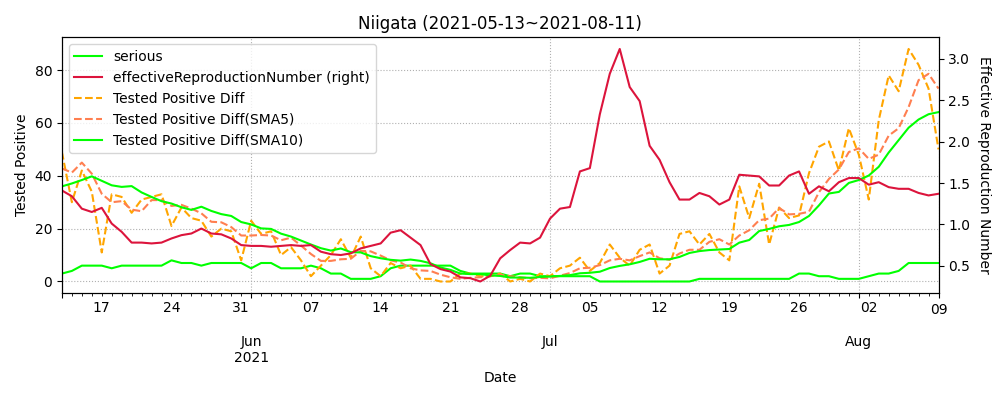 Niigata (2021-05-13~2021-08-11)
serious
effectiveReproductionNumber (right)
Tested Positive Diff
Tested Positive Diff(SMA5)
Tested Positive Diff(SMA10)
Tested Positive
80
60
40
20
0
3.0
2.5
2.0
1.5
1.0
0.5
Effective Reproduction Number
17 24 31 07 14 21 28 05 12 19 26 02 09
Jun Jul Aug
2021
Date